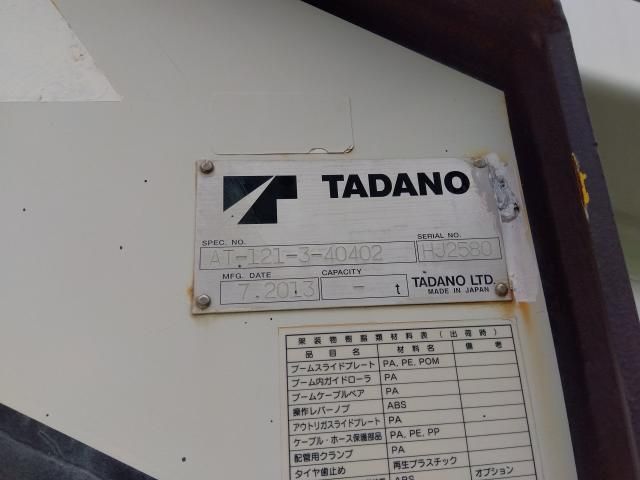 TADANO
SPEC. NO. SERIAL NO.
AT-121-3-40402 HJ2580
MFG. DATE CAPACITY
7.2013 - t TADANO LTD.
MADE IN JAPAN
架装物樹脂類材料表(出荷時)
品目名 材料名 備考
ブームスライドプレート PA, PE, POM
ブーム内ガイドローラ PA
ブームケーブルベア PA
操作レバーノブ ABS
アウトリガスライドプレート PA
ケーブル・ホース保護部品 PA, PE, PP
配管用クランプ PA
タイヤ歯止め 再生プラスチック オプション
ABS